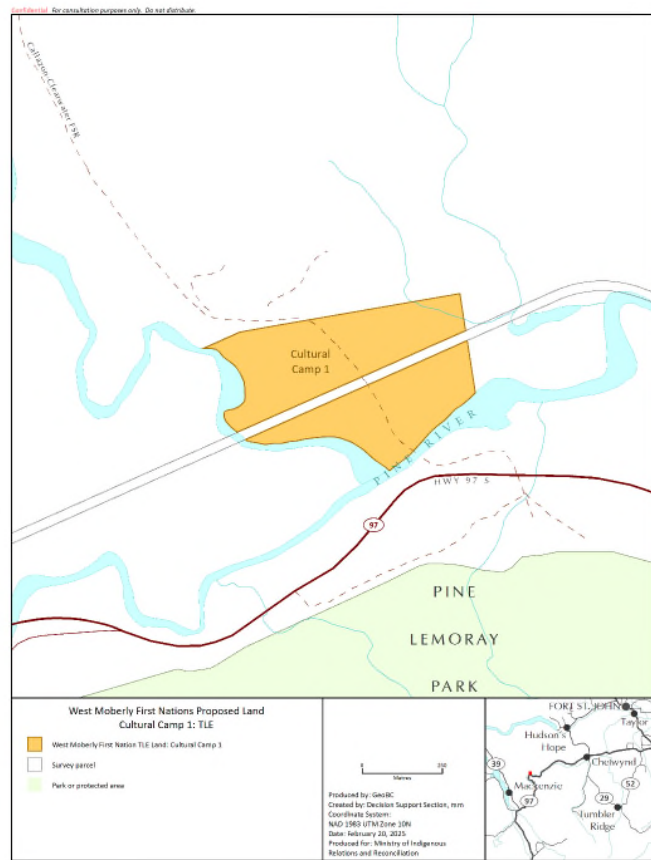 Confidential For consultation purposes only. Do not distribute.
Callazon-Clearwater FSR
Cultural
Camp 1
PINE RIVER
HWY 97 S
97
PINE
LEMORAY
PARK
West Moberly First Nations Proposed Land
Cultural Camp 1: TLE
West Moberly First Nation TLE Land: Cultural Camp 1
Survey parcel
Park or protected area
0 250
Metres
Produced by: GeoBC
Created by: Decision Support Section, mm
Coordinate System:
NAD 1983 UTM Zone 10N
Date: February 20, 2025
Produced for: Ministry of Indigenous
Relations and Reconciliation
FORT ST. JOHN
Taylor
Hudson's
Hope
Chetwynd
39
Mackenzie
97
29
52
Tumbler
Ridge